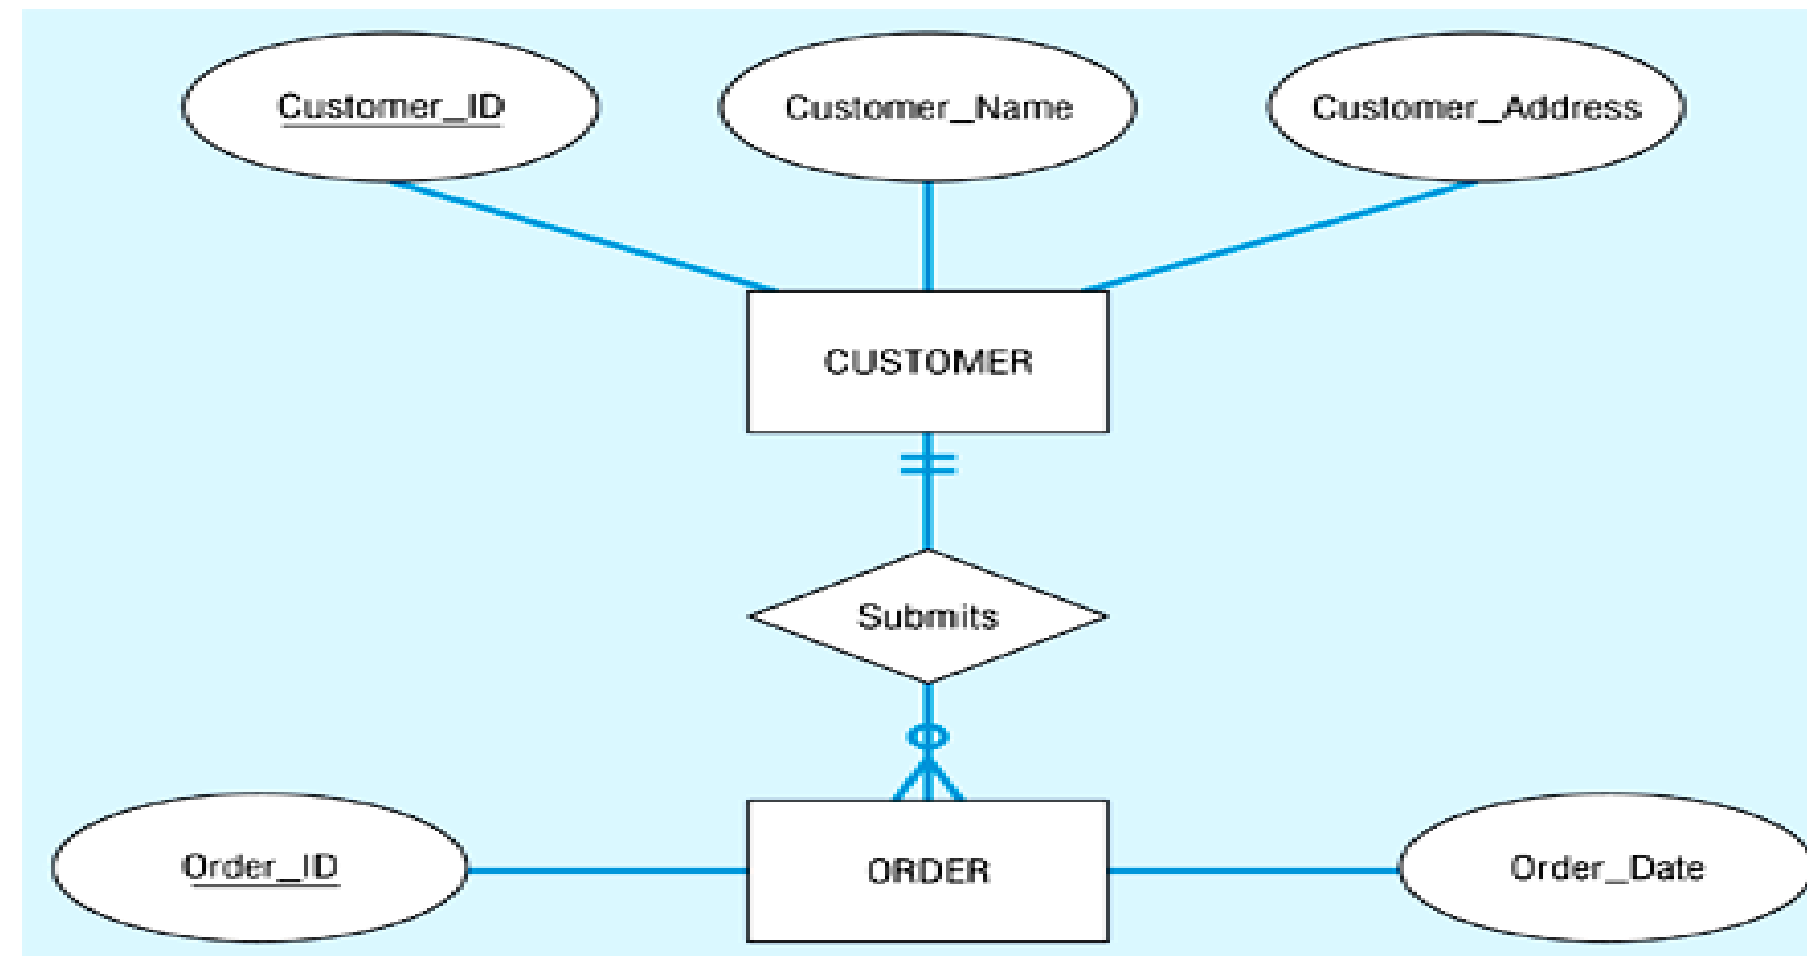 Customer_ID
Customer_Name
Customer_Address
CUSTOMER
Submits
Order_ID
ORDER
Order_Date